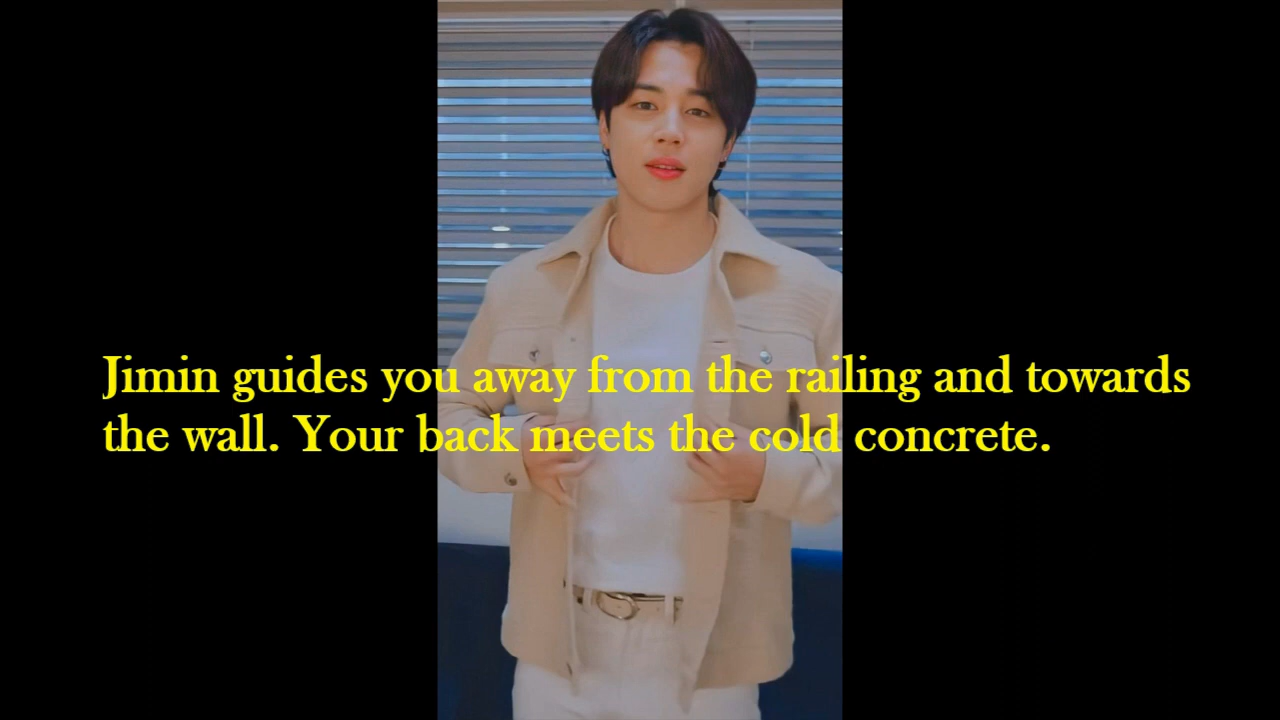 Jimin guides you away from the railing and towards
the wall. Your back meets the cold concrete.